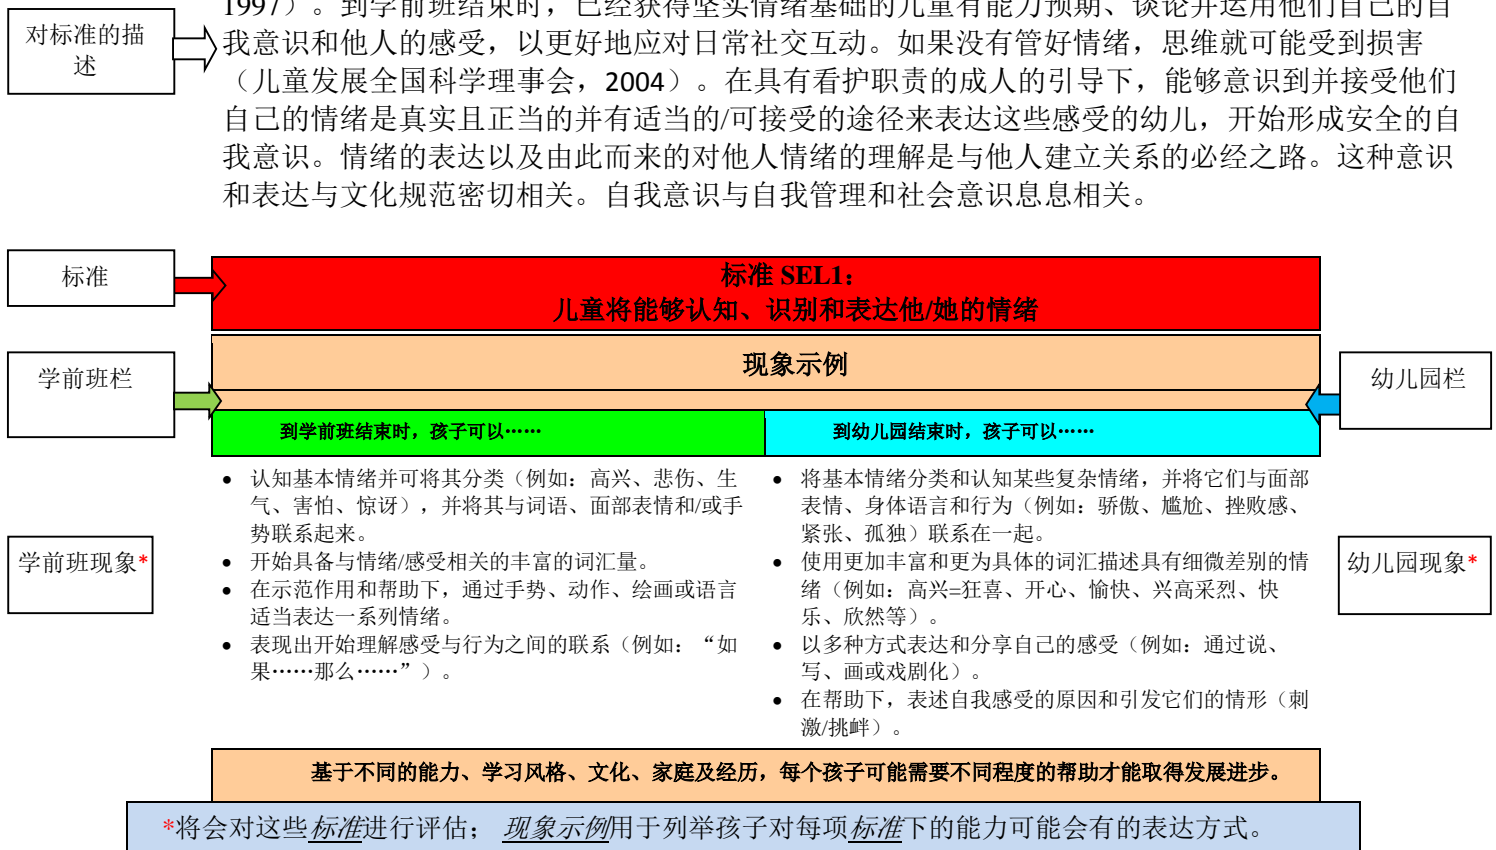 1997）。到学前班结束时，已经获得坚实情绪基础的儿童有能力预期、谈论并运用他们自己的自
对标准的描
述
我意识和他人的感受，以更好地应对日常社交互动。如果没有管好情绪，思维就可能受到损害
（儿童发展全国科学理事会，2004）。在具有看护职责的成人的引导下，能够意识到并接受他们
自己的情绪是真实且正当的并有适当的/可接受的途径来表达这些感受的幼儿，开始形成安全的自
我意识。情绪的表达以及由此而来的对他人情绪的理解是与他人建立关系的必经之路。这种意识
和表达与文化规范密切相关。自我意识与自我管理和社会意识息息相关。
标准
标准 SEL1：
儿童将能够认知、识别和表达他/她的情绪
现象示例
学前班栏
幼儿园栏
到学前班结束时，孩子可以……
到幼儿园结束时，孩子可以……
学前班现象*
• 认知基本情绪并可将其分类（例如：高兴、悲伤、生
气、害怕、惊讶），并将其与词语、面部表情和/或手
势联系起来。
• 开始具备与情绪/感受相关的丰富的词汇量。
• 在示范作用和帮助下，通过手势、动作、绘画或语言
适当表达一系列情绪。
• 表现出开始理解感受与行为之间的联系（例如：“如
果……那么……”）。
• 将基本情绪分类和认知某些复杂情绪，并将它们与面部
表情、身体语言和行为（例如：骄傲、尴尬、挫败感、
紧张、孤独）联系在一起。
• 使用更加丰富和更为具体的词汇描述具有细微差别的情
绪（例如：高兴=狂喜、开心、愉快、兴高采烈、快
乐、欣然等）。
• 以多种方式表达和分享自己的感受（例如：通过说、
写、画或戏剧化）。
• 在帮助下，表述自我感受的原因和引发它们的情形（刺
激/挑衅）。
幼儿园现象*
基于不同的能力、学习风格、文化、家庭及经历，每个孩子可能需要不同程度的帮助才能取得发展进步。
*将会对这些标准进行评估； 现象示例用于列举孩子对每项标准下的能力可能会有的表达方式。